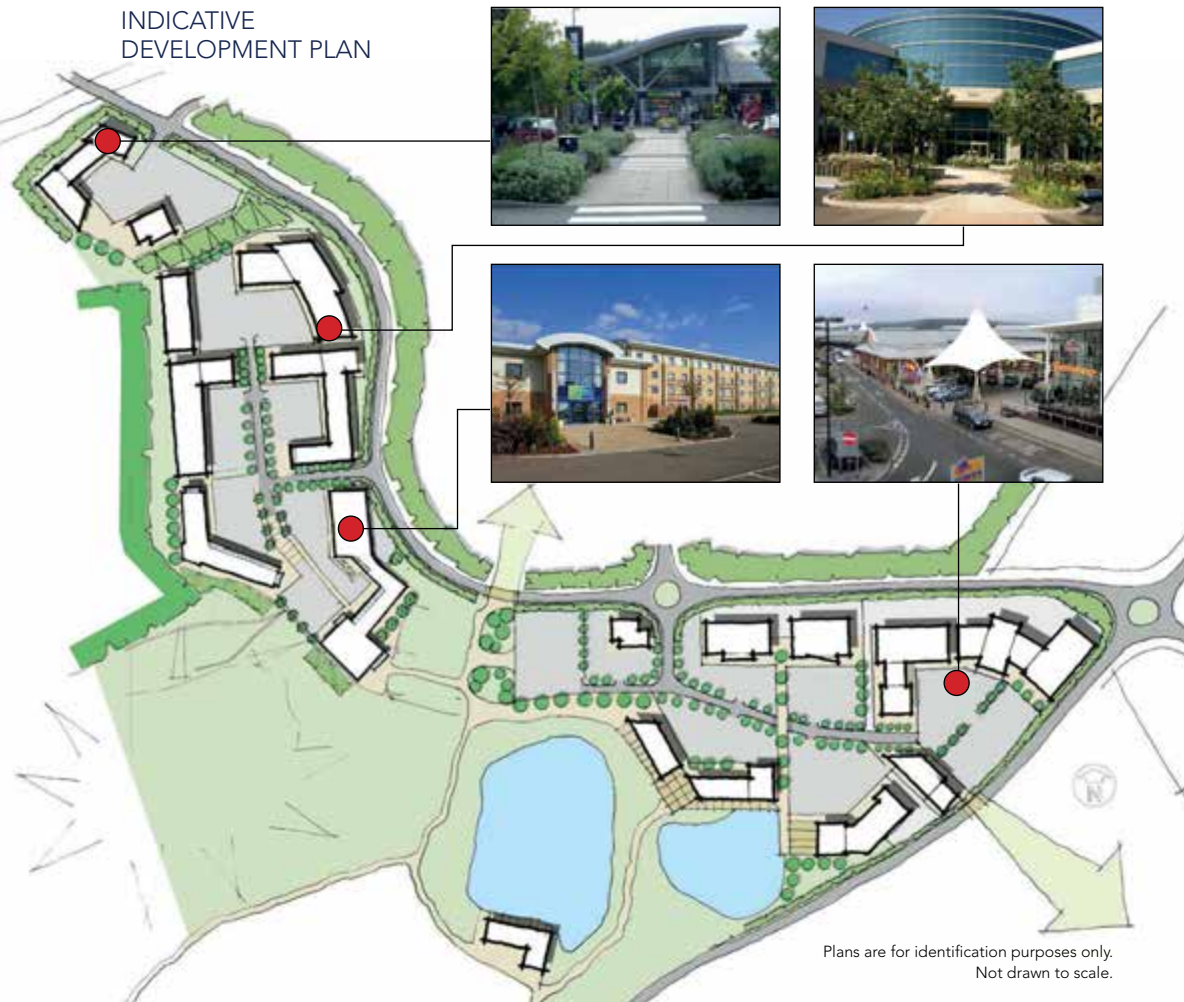 INDICATIVE
DEVELOPMENT PLAN
N
Plans are for identification purposes only.
Not drawn to scale.